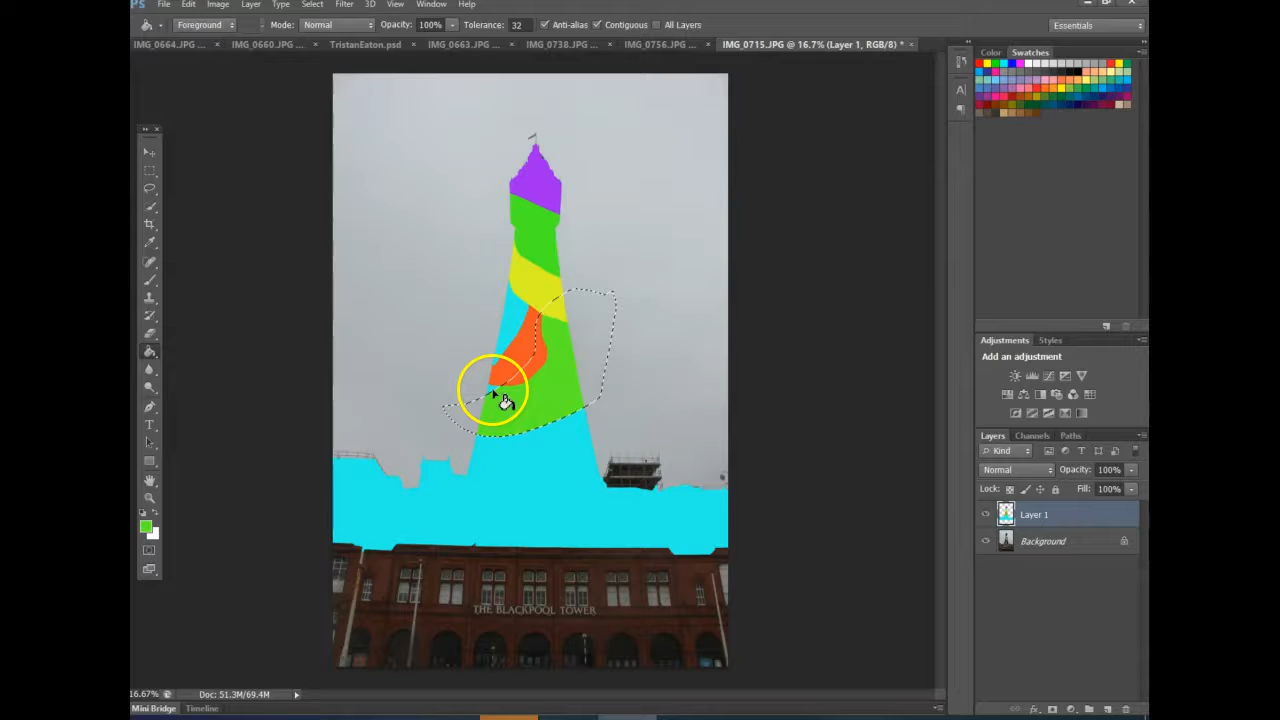 Ps File Edit Image Layer Type Select Filter 3D View Window Help
Foreground Mode: Normal Opacity: 100% Tolerance: 32 Anti-alias Contiguous All Layers Essentials
IMG_0664.JPG ... × IMG_0660.JPG ... × TristanEaton.psd × IMG_0663.JPG ... × IMG_0738.JPG ... × IMG_0756.JPG ... × IMG_0715.JPG @ 16.7% (Layer 1, RGB/8) * ×
Color Swatches
Adjustments Styles
Add an adjustment
Layers Channels Paths
Kind
Normal Opacity: 100%
Lock: Fill: 100%
Layer 1
Background
THE BLACKPOOL TOWER
16.67% Doc: 51.3M/69.4M
Mini Bridge Timeline